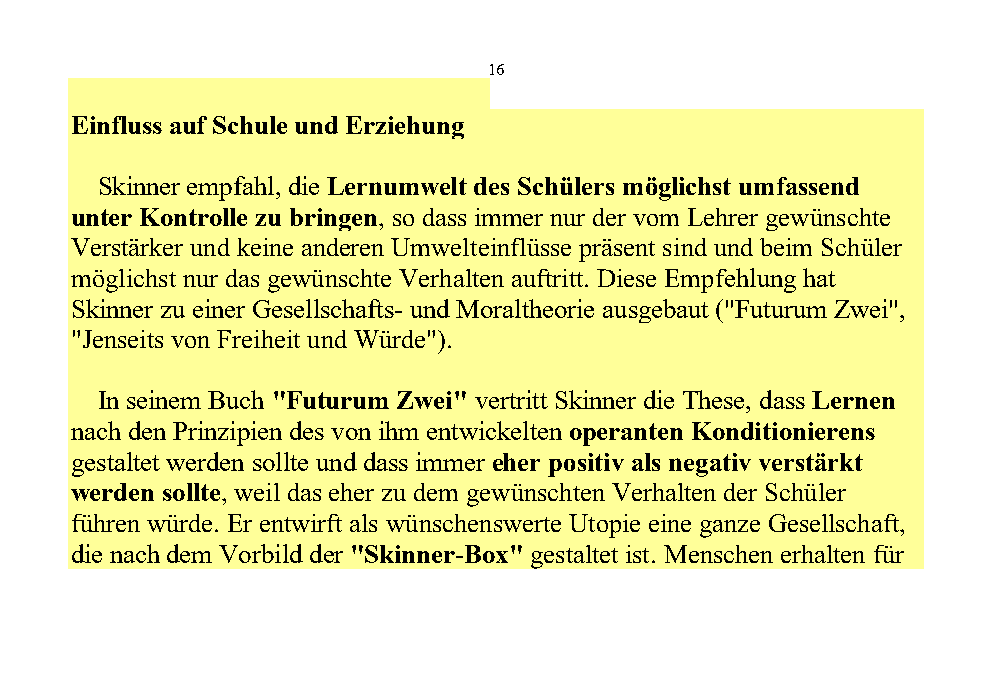 16
Einfluss auf Schule und Erziehung
Skinner empfahl, die Lernumwelt des Schülers möglichst umfassend
unter Kontrolle zu bringen, so dass immer nur der vom Lehrer gewünschte
Verstärker und keine anderen Umwelteinflüsse präsent sind und beim Schüler
möglichst nur das gewünschte Verhalten auftritt. Diese Empfehlung hat
Skinner zu einer Gesellschafts- und Moraltheorie ausgebaut ("Futurum Zwei",
"Jenseits von Freiheit und Würde").
In seinem Buch "Futurum Zwei" vertritt Skinner die These, dass Lernen
nach den Prinzipien des von ihm entwickelten operanten Konditionierens
gestaltet werden sollte und dass immer eher positiv als negativ verstärkt
werden sollte, weil das eher zu dem gewünschten Verhalten der Schüler
führen würde. Er entwirft als wünschenswerte Utopie eine ganze Gesellschaft,
die nach dem Vorbild der "Skinner-Box" gestaltet ist. Menschen erhalten für